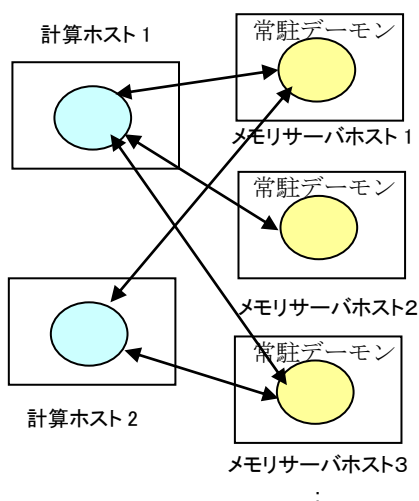 計算ホスト 1
常駐デーモン
メモリサーバホスト 1
常駐デーモン
メモリサーバホスト2
計算ホスト 2
常駐デーモン
メモリサーバホスト3
: